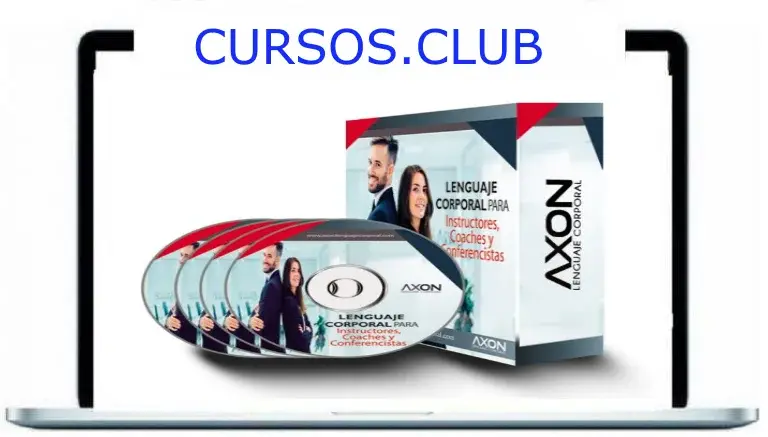 CURSOS.CLUB
LENGUAJE
CORPORAL PARA
Instructores,
Coaches y
Conferencistas
AXON
LENGUAJE CORPORAL
AXON
LENGUAJE
CORPORAL PARA
Instructores,
Coaches y
Conferencistas
AXON